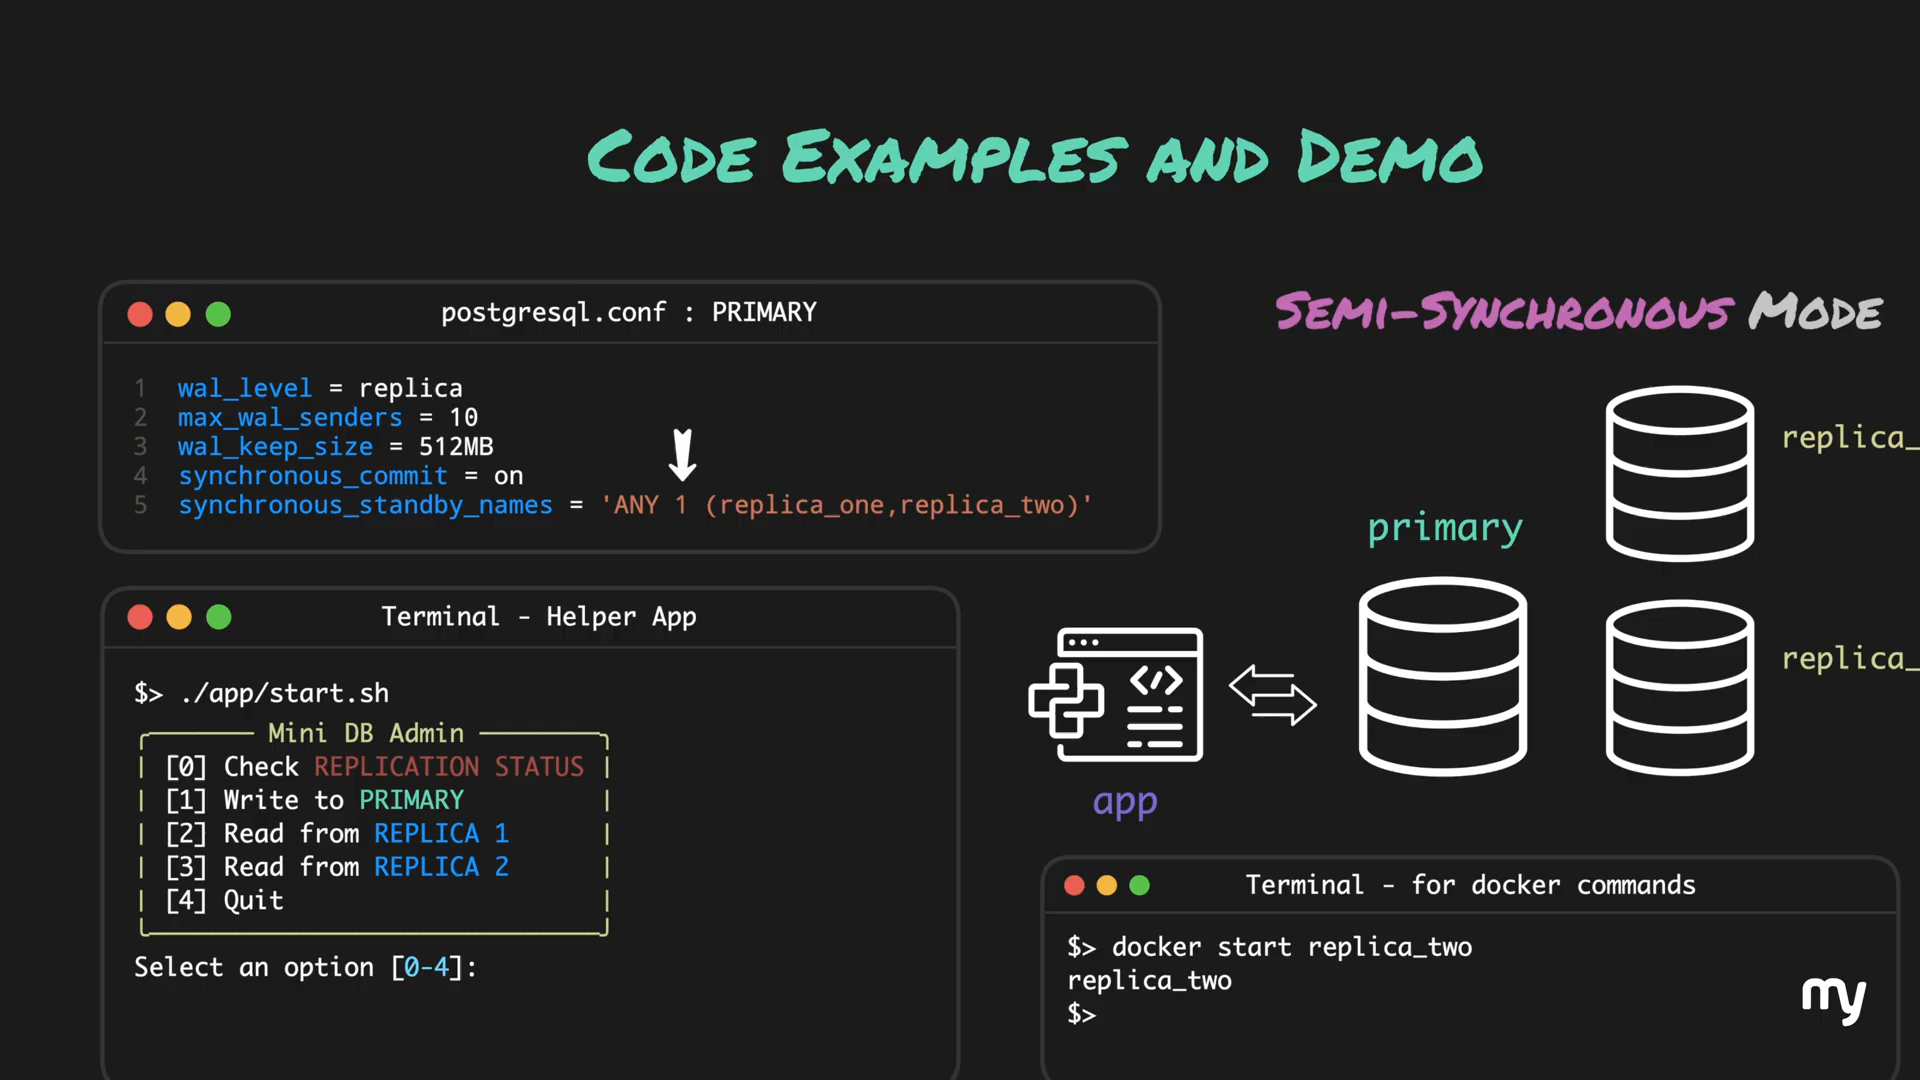 CODE EXAMPLES AND DEMO
postgresql.conf : PRIMARY
1 wal_level = replica
2 max_wal_senders = 10
3 wal_keep_size = 512MB
4 synchronous_commit = on
5 synchronous_standby_names = 'ANY 1 (replica_one,replica_two)'
SEMI-SYNCHRONOUS MODE
replica_
primary
replica_
app
Terminal - Helper App
$> ./app/start.sh
Mini DB Admin
[0] Check REPLICATION STATUS
[1] Write to PRIMARY
[2] Read from REPLICA 1
[3] Read from REPLICA 2
[4] Quit
Select an option [0-4]:
Terminal - for docker commands
$> docker start replica_two
replica_two
$>
my